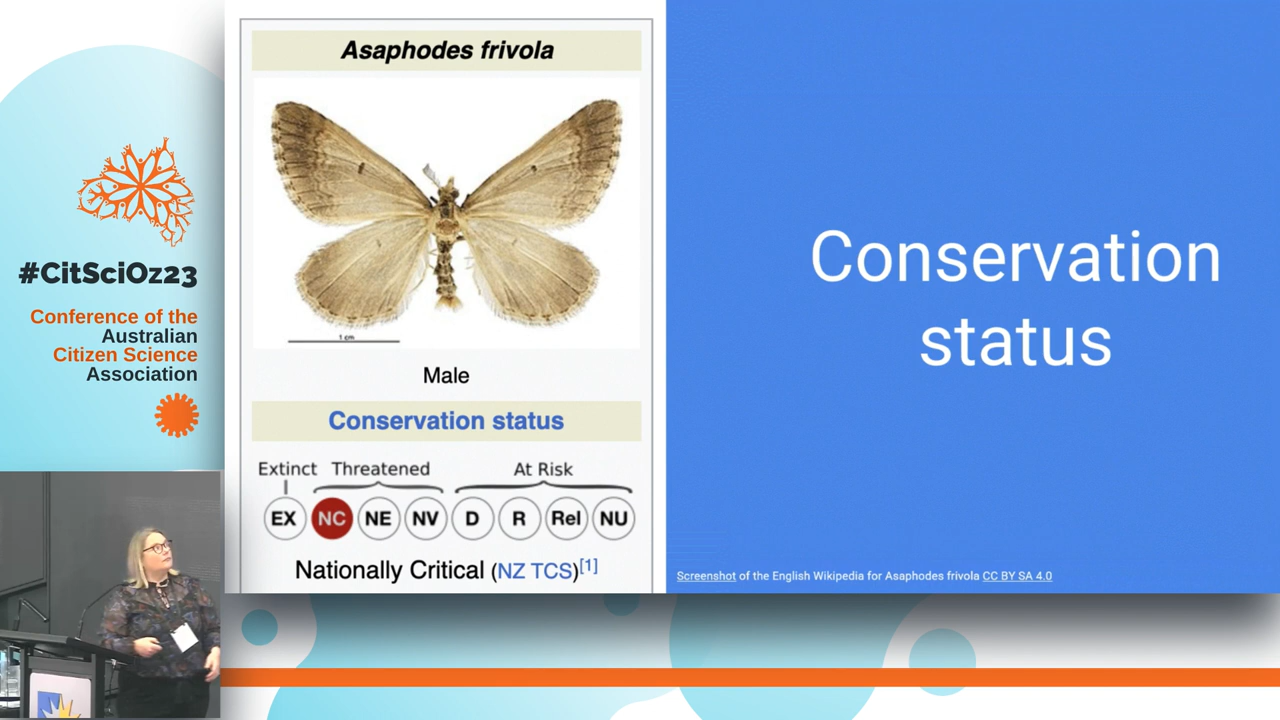 #CitSciOz23
Conference of the
Australian
Citizen Science
Association
Asaphodes frivola
1 cm
Male
Conservation status
Extinct Threatened At Risk
EX NC NE NV D R Rel NU
Nationally Critical (NZ TCS)[1]
Conservation
status
Screenshot of the English Wikipedia for Asaphodes frivola CC BY SA 4.0